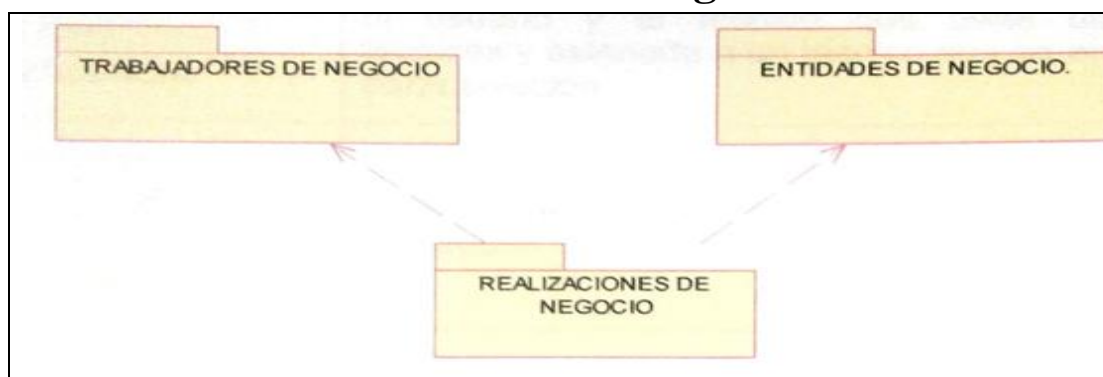 TRABAJADORES DE NEGOCIO
ENTIDADES DE NEGOCIO.
REALIZACIONES DE
NEGOCIO